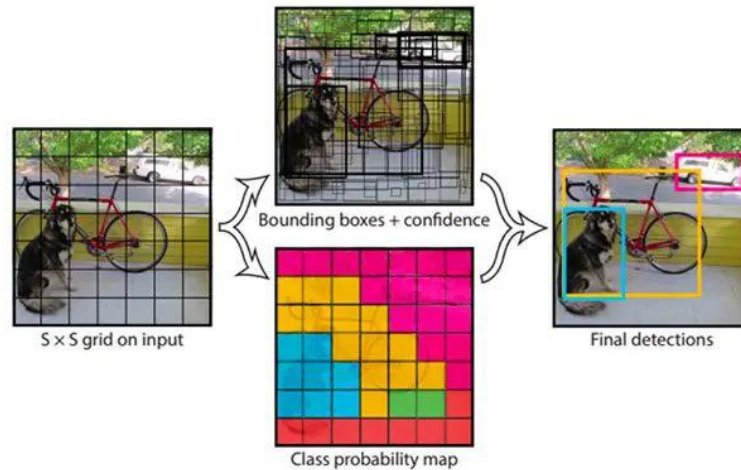 Bounding boxes + confidence
S × S grid on input
Final detections
Class probability map